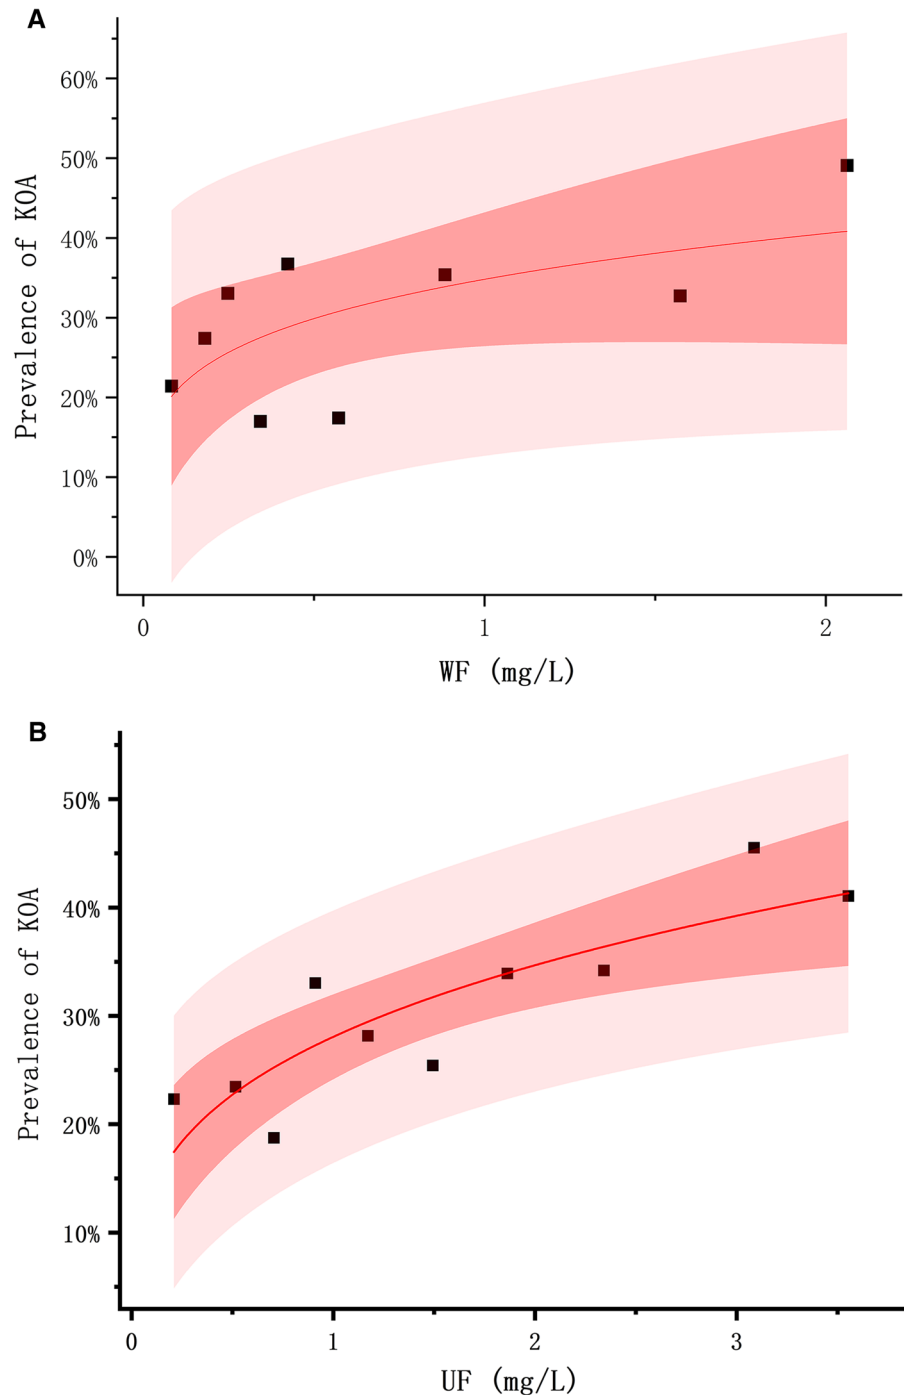 A
60%
50%
40%
30%
20%
10%
0%
Prevalence of KOA
0 1 2
WF (mg/L)
B
50%
40%
30%
20%
10%
Prevalence of KOA
0 1 2 3
UF (mg/L)